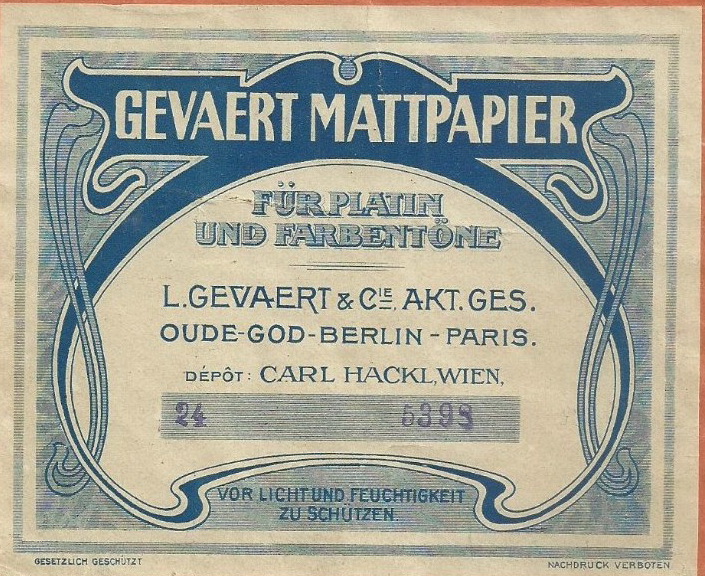 GEVAERT MATTPAPIER
FÜR PLATIN
UND FARBENTÖNE
L. GEVAERT & CIE, AKT. GES.
OUDE-GOD-BERLIN-PARIS.
DÉPÔT: CARL HACKL, WIEN,
24 5398
VOR LICHT UND FEUCHTIGKEIT
ZU SCHÜTZEN
GESETZLICH GESCHÜTZT
NACHDRUCK VERBOTEN